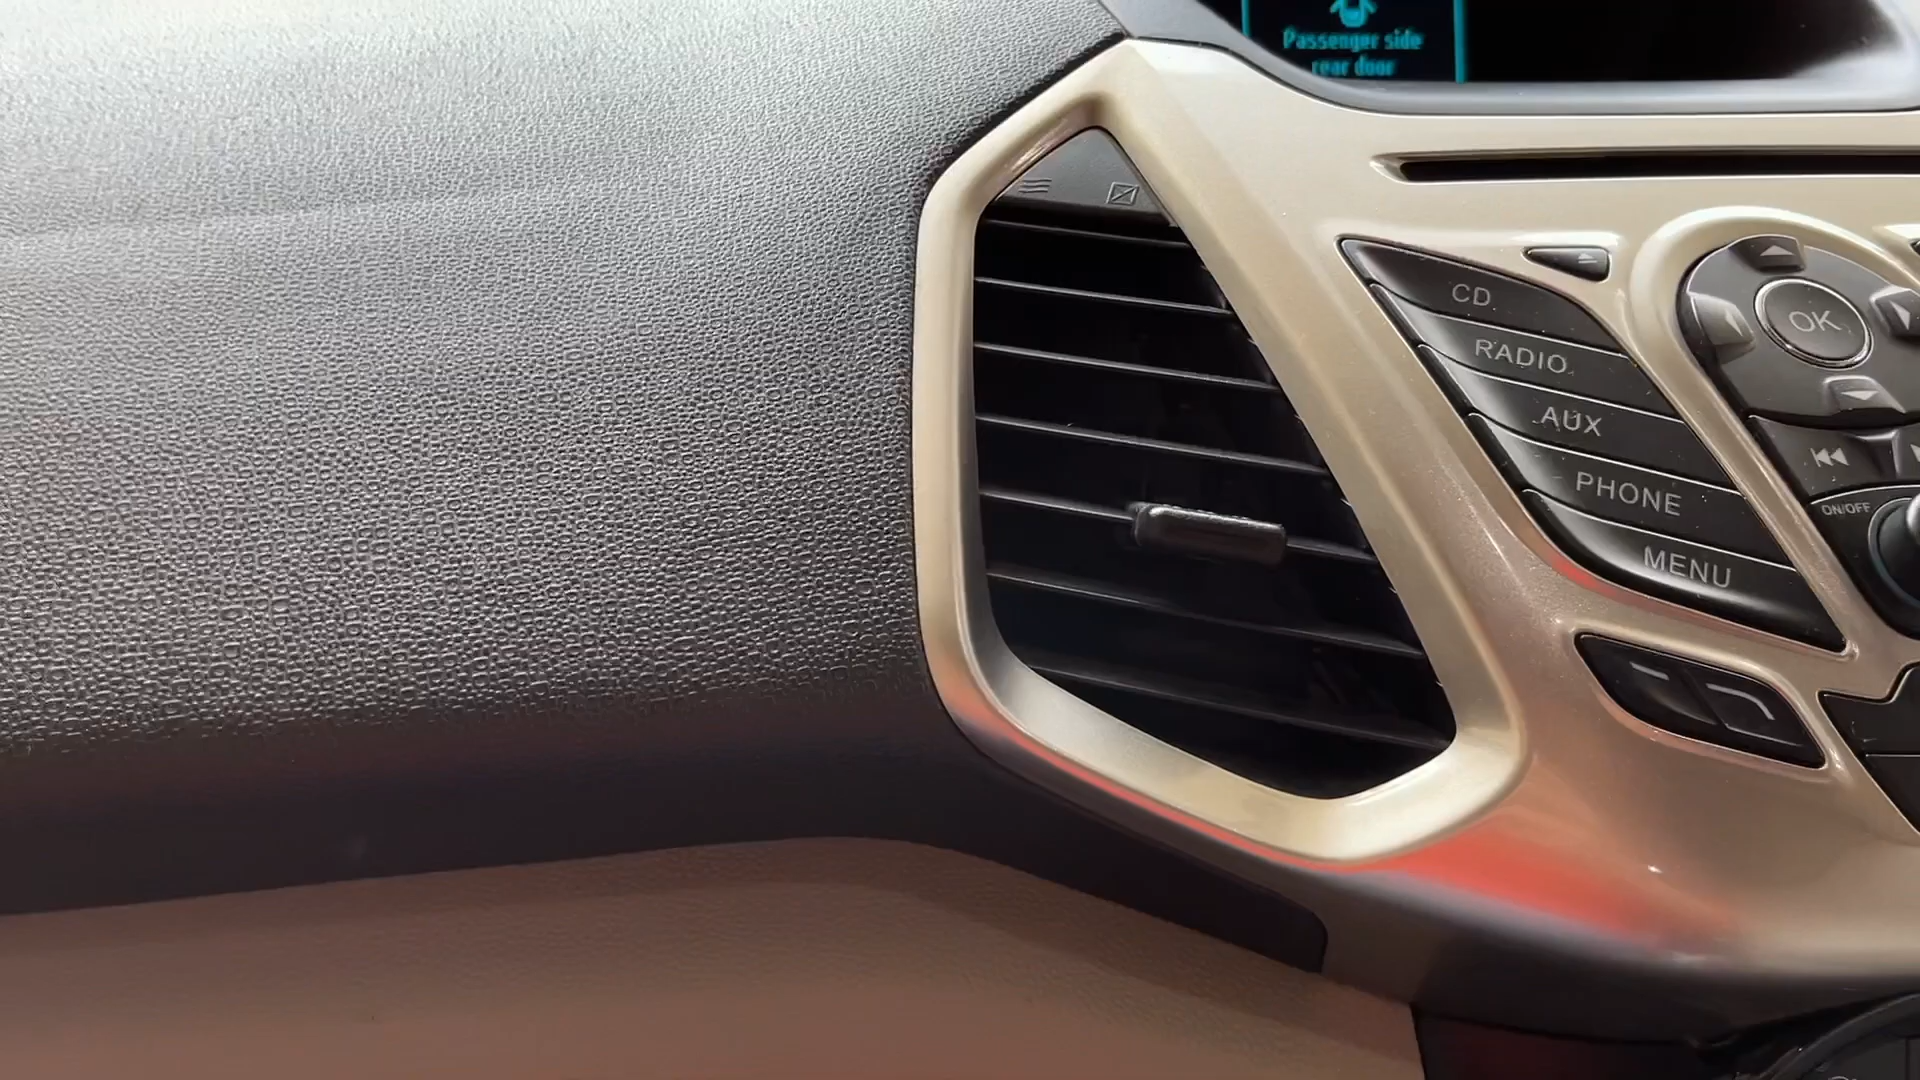 Passenger side
rear door
CD
RADIO
AUX
PHONE
MENU
OK
ON/OFF